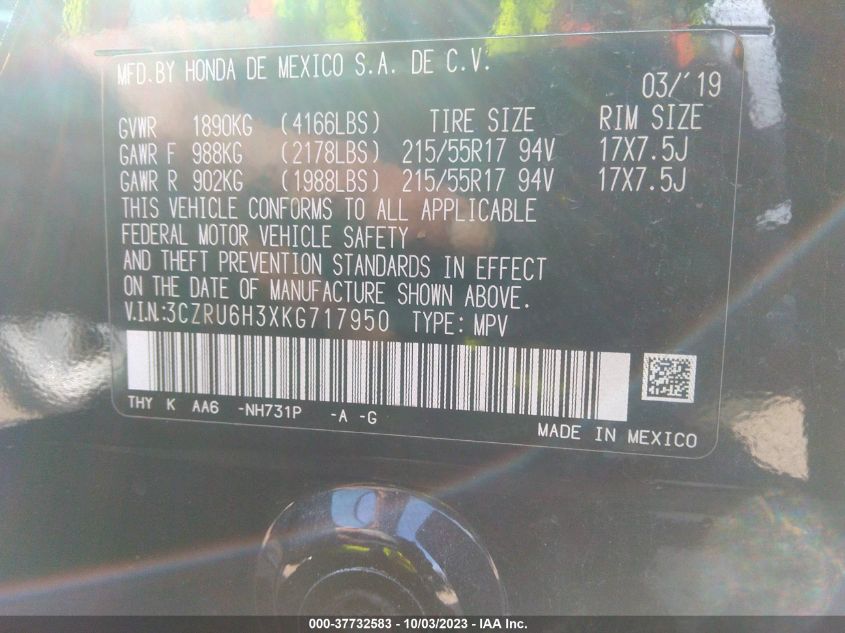 MFD. BY HONDA DE MEXICO S.A. DE C.V.
03/'19
GVWR 1890KG (4166LBS) TIRE SIZE RIM SIZE
GAWR F 988KG (2178LBS) 215/55R17 94V 17X7.5J
GAWR R 902KG (1988LBS) 215/55R17 94V 17X7.5J
THIS VEHICLE CONFORMS TO ALL APPLICABLE
FEDERAL MOTOR VEHICLE SAFETY
AND THEFT PREVENTION STANDARDS IN EFFECT
ON THE DATE OF MANUFACTURE SHOWN ABOVE.
V.I.N.:3CZRU6H3XKG717950 TYPE: MPV
THY K AA6 -NH731P -A -G
MADE IN MEXICO
000-37732583 - 10/03/2023 - IAA Inc.